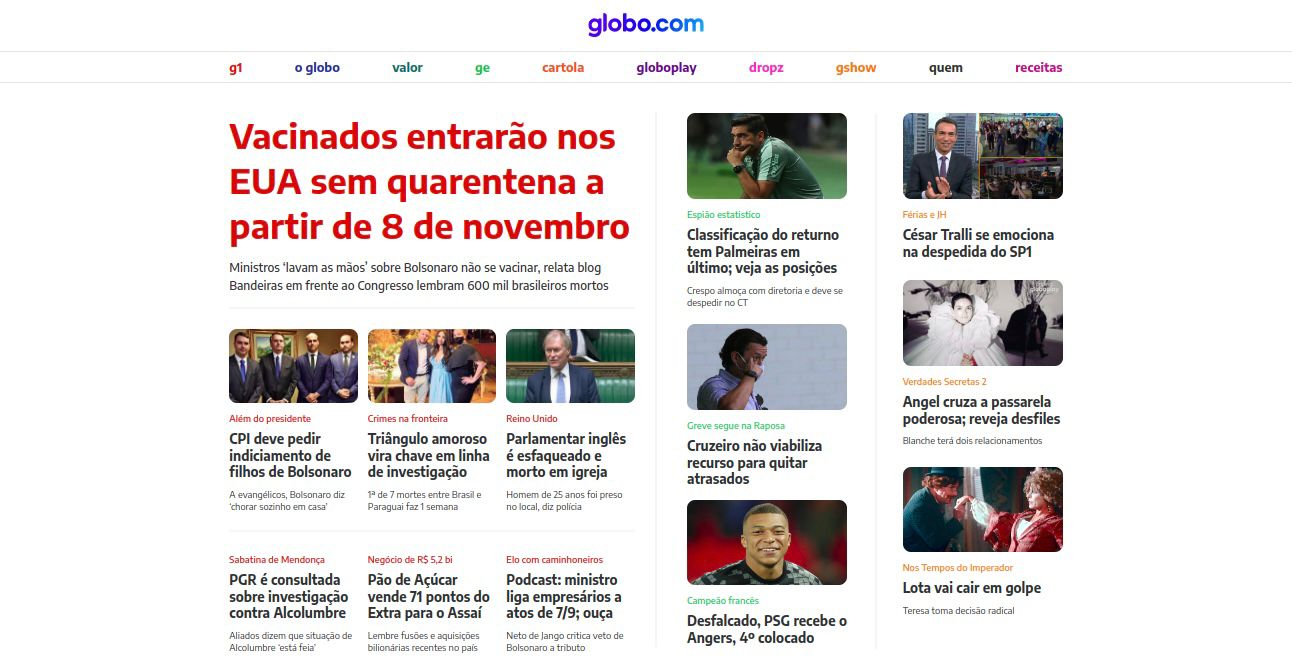 globo.com
g1 o globo valor ge cartola globoplay dropz gshow quem receitas
Vacinados entrarão nos
EUA sem quarentena a
partir de 8 de novembro
Ministros ‘lavam as mãos’ sobre Bolsonaro não se vacinar, relata blog
Bandeiras em frente ao Congresso lembram 600 mil brasileiros mortos
Além do presidente
CPI deve pedir
indiciamento de
filhos de Bolsonaro
A evangélicos, Bolsonaro diz
‘chorar sozinho em casa’
Crimes na fronteira
Triângulo amoroso
vira chave em linha
de investigação
1ª de 7 mortes entre Brasil e
Paraguai faz 1 semana
Reino Unido
Parlamentar inglês
é esfaqueado e
morto em igreja
Homem de 25 anos foi preso
no local, diz polícia
Sabatina de Mendonça
PGR é consultada
sobre investigação
contra Alcolumbre
Aliados dizem que situação de
Alcolumbre ‘está feia’
Negócio de R$ 5,2 bi
Pão de Açúcar
vende 71 pontos do
Extra para o Assaí
Lembre fusões e aquisições
bilionárias recentes no país
Elo com caminhoneiros
Podcast: ministro
liga empresários a
atos de 7/9; ouça
Neto de Jango critica veto de
Bolsonaro a tributo
Espião estatístico
Classificação do returno
tem Palmeiras em
último; veja as posições
Crespo almoça com diretoria e deve se
despedir no CT
Greve segue na Raposa
Cruzeiro não viabiliza
recurso para quitar
atrasados
Campeão francês
Desfalcado, PSG recebe o
Angers, 4º colocado
Férias e JH
César Tralli se emociona
na despedida do SP1
globoplay
Verdades Secretas 2
Angel cruza a passarela
poderosa; reveja desfiles
Blanche terá dois relacionamentos
Nos Tempos do Imperador
Lota vai cair em golpe
Teresa toma decisão radical